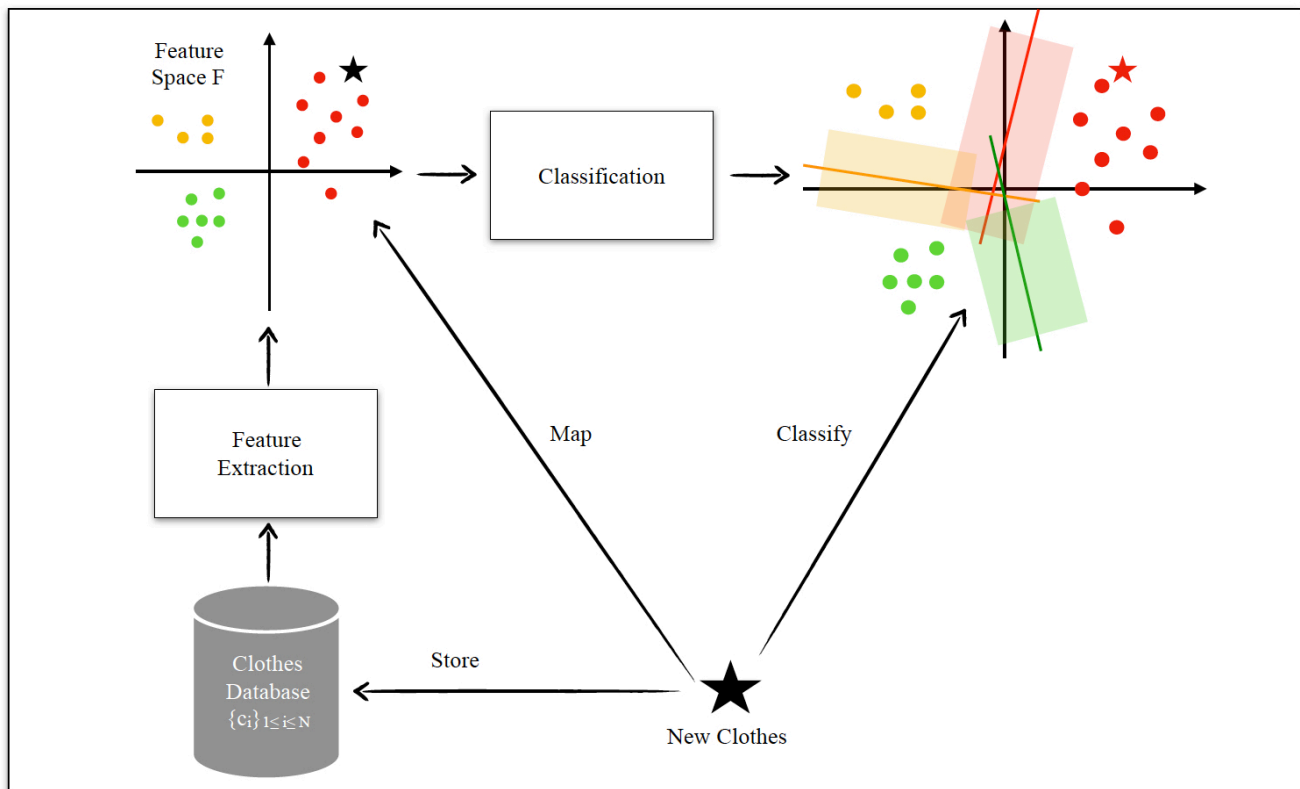 Feature
Space F
Classification
Feature
Extraction
Map
Classify
Store
Clothes
Database
{ci}1≤ i≤ N
New Clothes